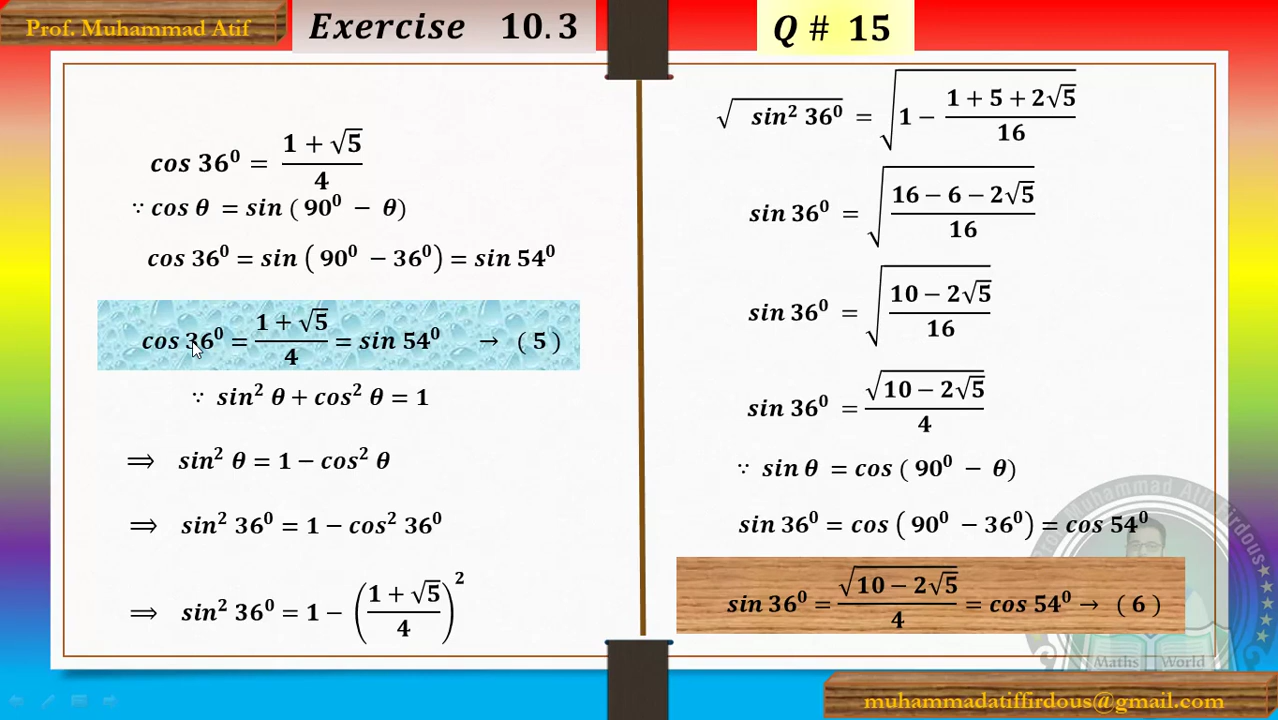 Prof. Muhammad Atif
Exercise 10.3
Q # 15
cos 36⁰ = (1 + √5)/4
∵ cos θ = sin ( 90⁰ − θ)
cos 36⁰ = sin ( 90⁰ − 36⁰) = sin 54⁰
cos 36⁰ = (1 + √5)/4 = sin 54⁰ → ( 5 )
∵ sin² θ + cos² θ = 1
⟹ sin² θ = 1 − cos² θ
⟹ sin² 36⁰ = 1 − cos² 36⁰
⟹ sin² 36⁰ = 1 − ((1 + √5)/4)²
√(sin² 36⁰) = √(1 − (1 + 5 + 2√5)/16)
sin 36⁰ = √((16 − 6 − 2√5)/16)
sin 36⁰ = √((10 − 2√5)/16)
sin 36⁰ = √(10 − 2√5)/4
∵ sin θ = cos ( 90⁰ − θ)
sin 36⁰ = cos ( 90⁰ − 36⁰) = cos 54⁰
sin 36⁰ = √(10 − 2√5)/4 = cos 54⁰ → ( 6 )
Muhammad Atif Firdous
Maths World
muhammadatiffirdous@gmail.com